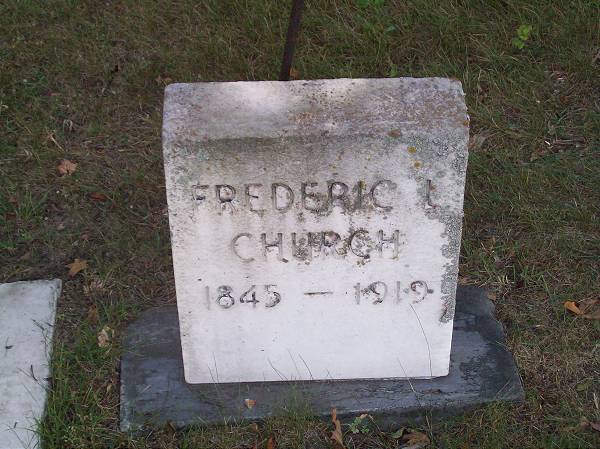 FREDERIC L
CHURCH
1845 — 1919